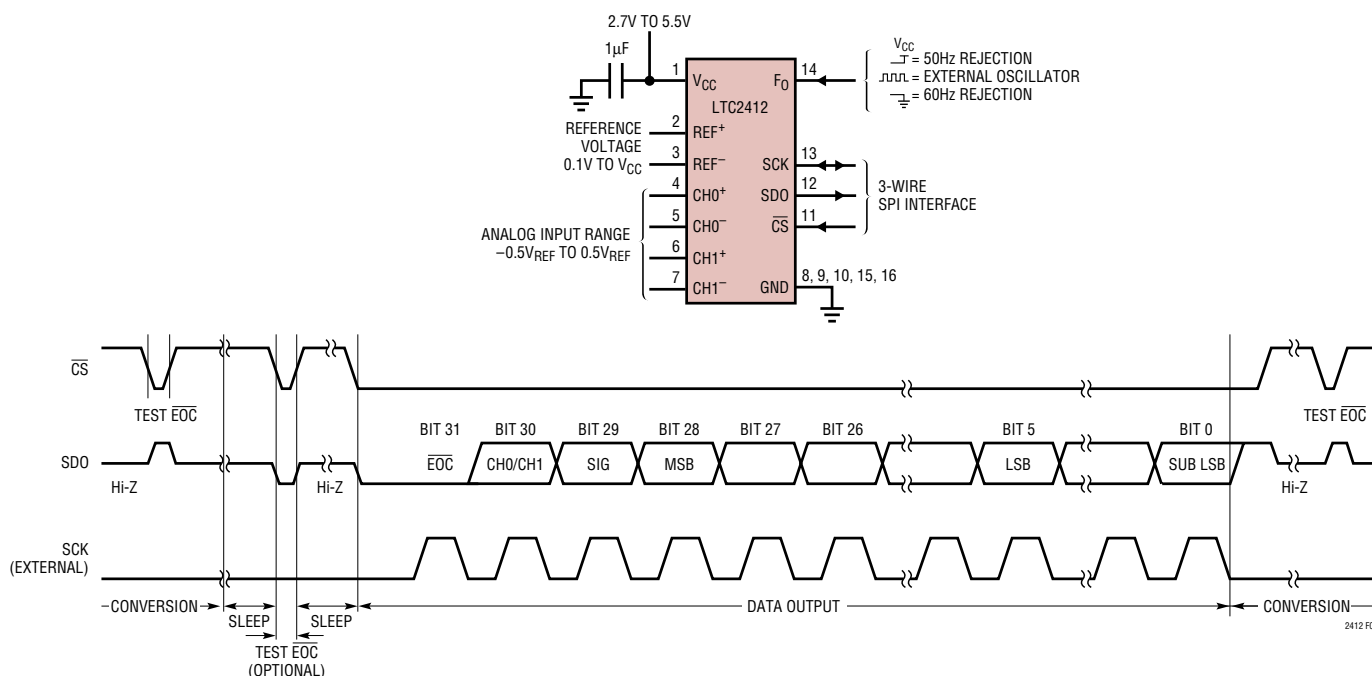 2.7V TO 5.5V
1µF
1
VCC
LTC2412
FO
14
VCC
= 50Hz REJECTION
= EXTERNAL OSCILLATOR
= 60Hz REJECTION
REFERENCE
VOLTAGE
0.1V TO VCC
2
REF+
3
REF–
SCK
13
4
CH0+
SDO
12
3-WIRE
SPI INTERFACE
5
CH0–
CS
11
ANALOG INPUT RANGE
–0.5VREF TO 0.5VREF
6
CH1+
7
CH1–
GND
8, 9, 10, 15, 16
CS
TEST EOC
TEST EOC
BIT 31
BIT 30
BIT 29
BIT 28
BIT 27
BIT 26
BIT 5
BIT 0
SDO
EOC
CH0/CH1
SIG
MSB
LSB
SUB LSB
Hi-Z
Hi-Z
Hi-Z
SCK
(EXTERNAL)
CONVERSION
SLEEP
SLEEP
DATA OUTPUT
CONVERSION
TEST EOC
(OPTIONAL)